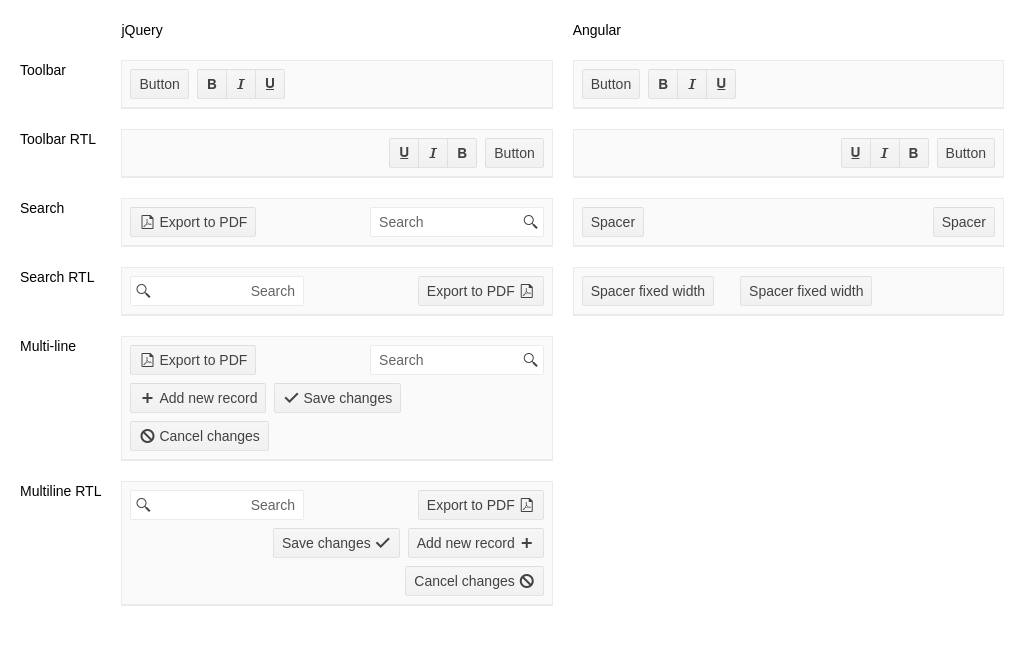 jQuery Angular
Toolbar Button B I U Button B I U
Toolbar RTL U I B Button U I B Button
Search Export to PDF Search Spacer Spacer
Search RTL Search Export to PDF Spacer fixed width Spacer fixed width
Multi-line Export to PDF Search
Add new record Save changes
Cancel changes
Multiline RTL Search Export to PDF
Save changes Add new record
Cancel changes